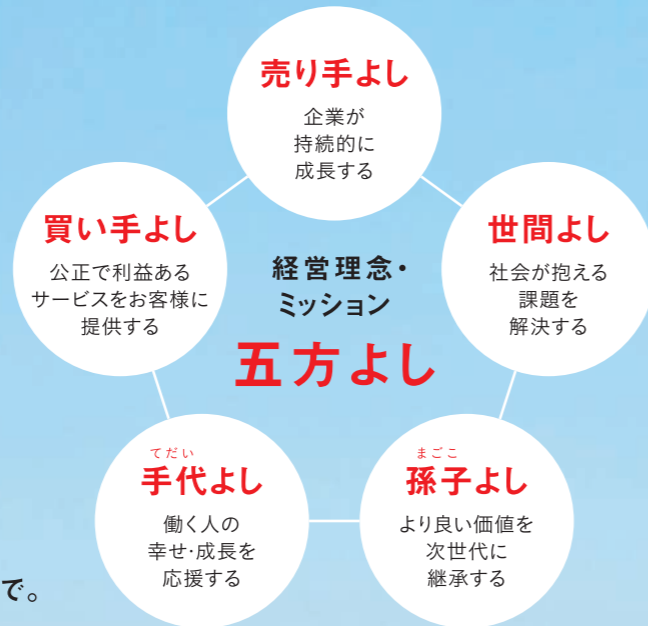 売り手よし
企業が
持続的に
成長する
買い手よし
公正で利益ある
サービスをお客様に
提供する
世間よし
社会が抱える
課題を
解決する
経営理念・
ミッション
五方よし
てだい
手代よし
働く人の
幸せ・成長を
応援する
まごこ
孫子よし
より良い価値を
次世代に
継承する
で。